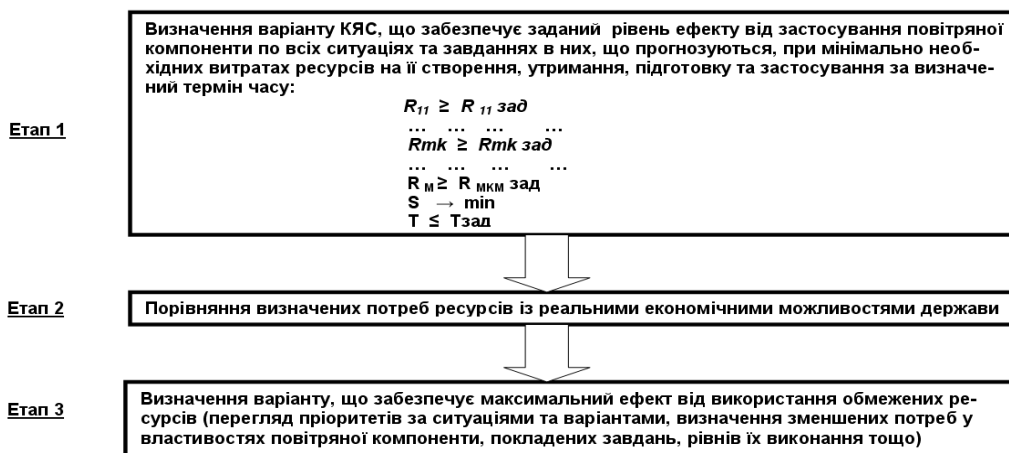 Визначення варіанту КЯС, що забезпечує заданий рівень ефекту від застосування повітряної
компоненти по всіх ситуаціях та завданнях в них, що прогнозуються, при мінімально необ-
хідних витратах ресурсів на її створення, утримання, підготовку та застосування за визначе-
ний термін часу:
Етап 1
R11 ≥ R 11 зад
… … … …
Rmk ≥ Rmk зад
… … … …
R М ≥ R МКМ зад
S → min
T ≤ Tзад
Етап 2
Порівняння визначених потреб ресурсів із реальними економічними можливостями держави
Етап 3
Визначення варіанту, що забезпечує максимальний ефект від використання обмежених ре-
сурсів (перегляд пріоритетів за ситуаціями та варіантами, визначення зменшених потреб у
властивостях повітряної компоненти, покладених завдань, рівнів їх виконання тощо)